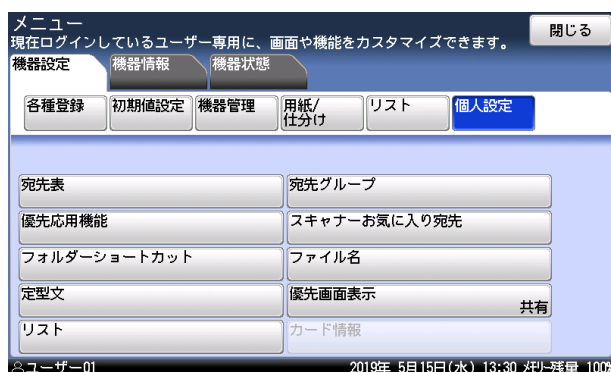 メニュー
閉じる
現在ログインしているユーザー専用に、画面や機能をカスタマイズできます。
機器設定 機器情報 機器状態
各種登録 初期値設定 機器管理 用紙/ リスト 個人設定
仕分け
宛先表 宛先グループ
優先応用機能 スキャナーお気に入り宛先
フォルダーショートカット ファイル名
定型文 優先画面表示
共有
リスト カード情報
ユーザー01 2019年 5月15日(水) 13:30 メモリー残量 100%